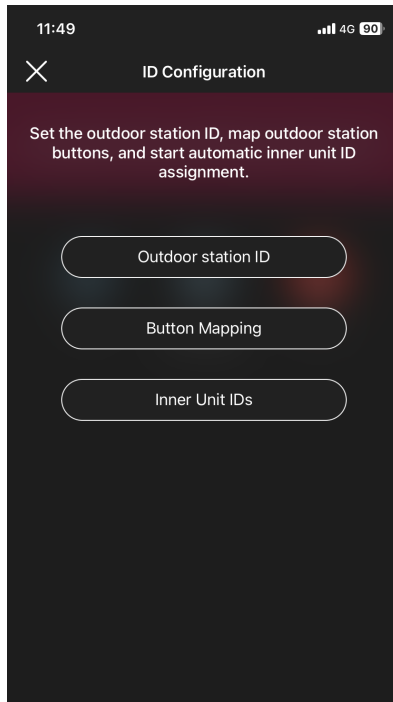 11:49
4G 90
ID Configuration
Set the outdoor station ID, map outdoor station
buttons, and start automatic inner unit ID
assignment.
Outdoor station ID
Button Mapping
Inner Unit IDs